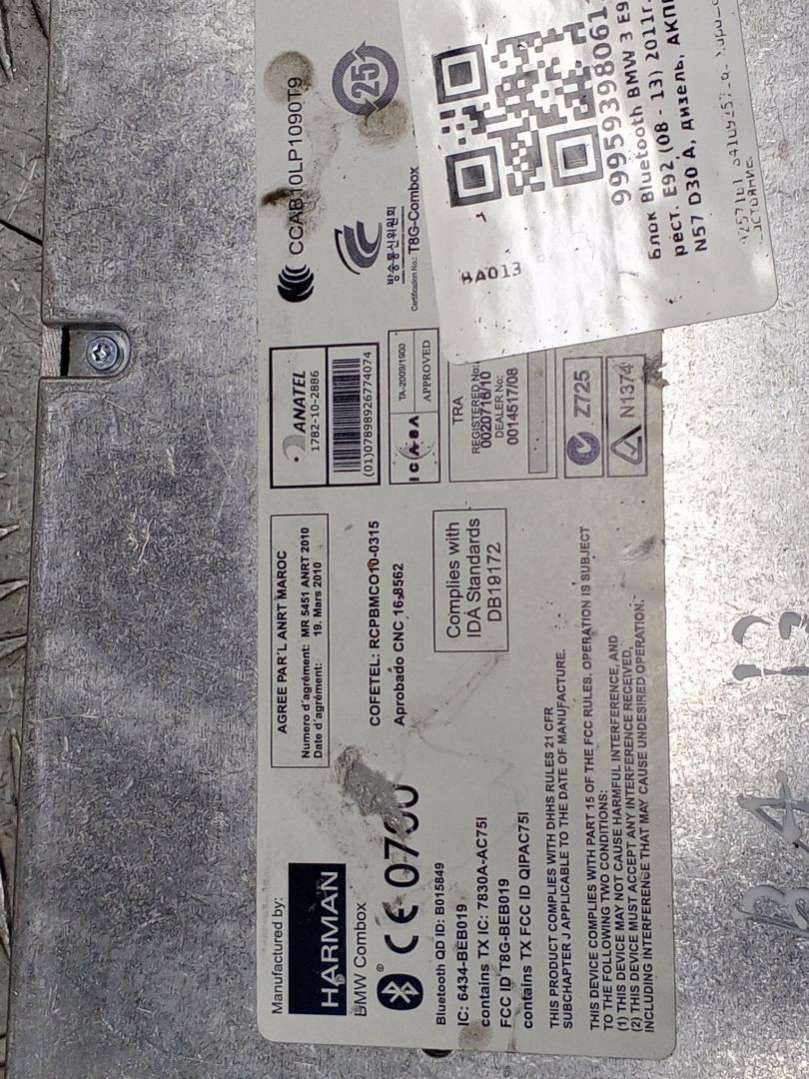 Manufactured by:
HARMAN
BMW Combox
Bluetooth QD ID: B015849
IC: 6434-BEB019
contains TX IC: 7830A-AC75I
FCC ID T8G-BEB019
contains TX FCC ID QIPAC75I
THIS PRODUCT COMPLIES WITH DHHS RULES 21 CFR
SUBCHAPTER J APPLICABLE TO THE DATE OF MANUFACTURE.
THIS DEVICE COMPLIES WITH PART 15 OF THE FCC RULES. OPERATION IS SUBJECT
TO THE FOLLOWING TWO CONDITIONS:
(1) THIS DEVICE MAY NOT CAUSE HARMFUL INTERFERENCE, AND
(2) THIS DEVICE MUST ACCEPT ANY INTERFERENCE RECEIVED,
INCLUDING INTERFERENCE THAT MAY CAUSE UNDESIRED OPERATION.
AGREE PAR'L ANRT MAROC
Numero d'agrément: MR 5451 ANRT 2010
Date d'agrément: 19. Mars 2010
COFETEL: RCPBMCO10-0315
Aprobado CNC 16-8562
Complies with
IDA Standards
DB19172
ANATEL
1782-10-2886
(01)07898926774074
ICASA
TA-2009/1900
APPROVED
TRA
REGISTERED No:
0020716/10
DEALER No:
0014517/08
Z725
N1374
CCAB10LP1090T9
25
방송통신위원회
Certification No.: T8G-Combox
99959398061
Блок Bluetooth BMW 3 E9
рест. E92 (08 - 13) 2011г.
N57 D30 A, дизель, АКП
A013